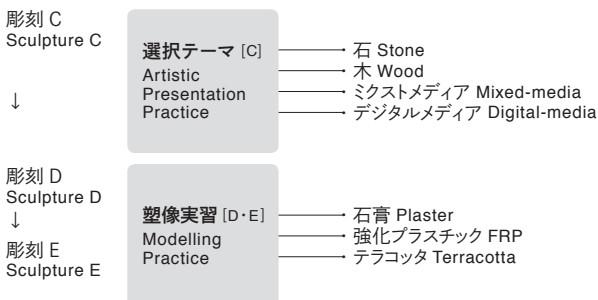 彫刻 C
Sculpture C
↓
選択テーマ [C]
Artistic
Presentation
Practice
石 Stone
木 Wood
ミクストメディア Mixed-media
デジタルメディア Digital-media
彫刻 D
Sculpture D
↓
彫刻 E
Sculpture E
塑像実習 [D・E]
Modelling
Practice
石膏 Plaster
強化プラスチック FRP
テラコッタ Terracotta